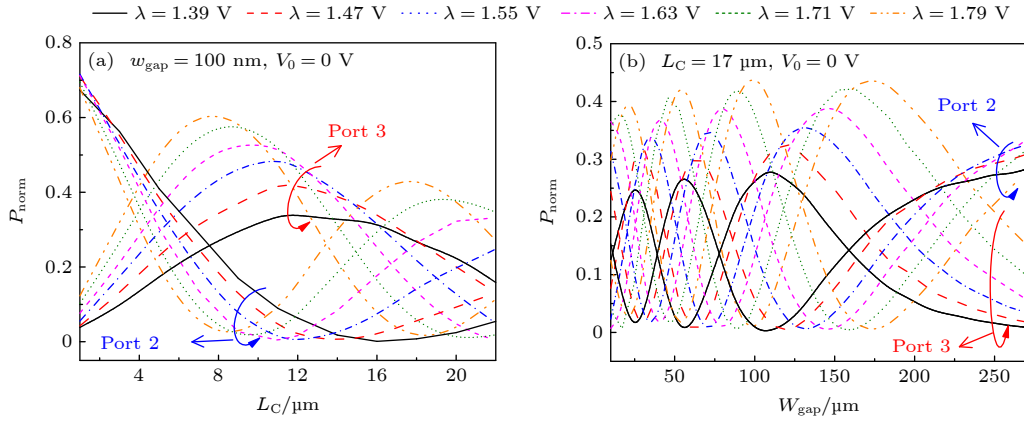 λ = 1.39 V λ = 1.47 V λ = 1.55 V λ = 1.63 V λ = 1.71 V λ = 1.79 V
(a) w_gap = 100 nm, V_0 = 0 V
Port 3
Port 2
0.8
0.6
0.4
0.2
0
P_norm
4 8 12 16 20
L_C/μm
(b) L_C = 17 μm, V_0 = 0 V
Port 2
Port 3
0.5
0.4
0.3
0.2
0.1
0
P_norm
50 100 150 200 250
W_gap/μm